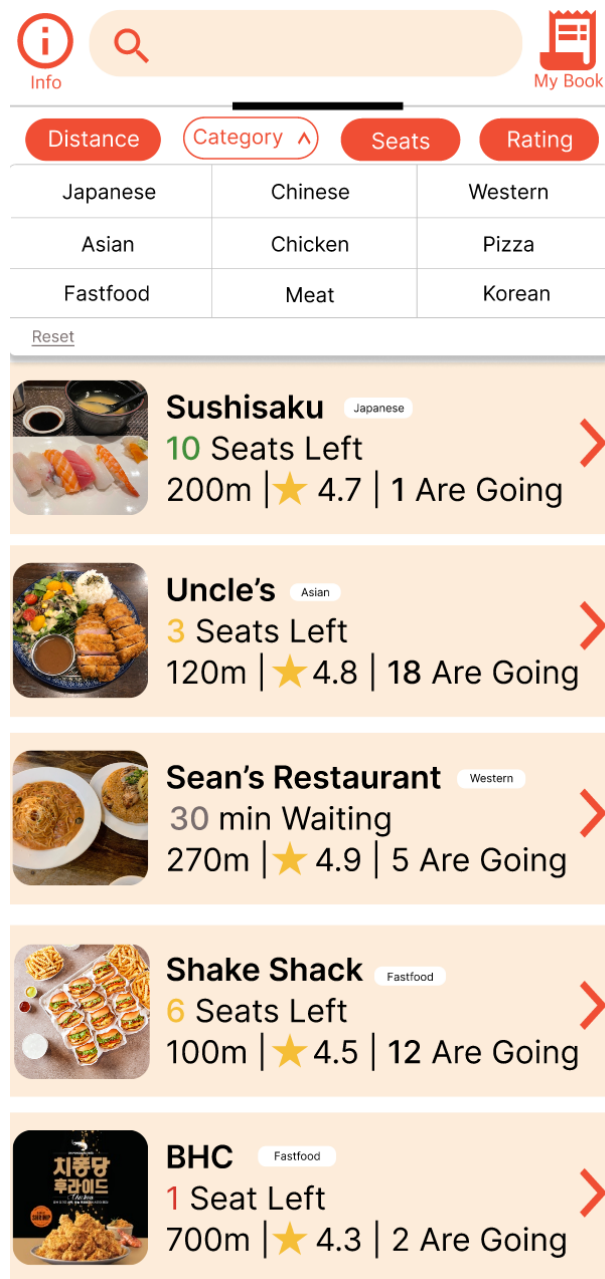 Info
My Book
Distance
Category
Seats
Rating
Japanese Chinese Western
Asian Chicken Pizza
Fastfood Meat Korean
Reset
Sushisaku Japanese
10 Seats Left
200m | ★ 4.7 | 1 Are Going
Uncle’s Asian
3 Seats Left
120m | ★ 4.8 | 18 Are Going
Sean’s Restaurant Western
30 min Waiting
270m | ★ 4.9 | 5 Are Going
Shake Shack Fastfood
6 Seats Left
100m | ★ 4.5 | 12 Are Going
치퐁당
후라이드
SHRIMP
BHC Fastfood
1 Seat Left
700m | ★ 4.3 | 2 Are Going